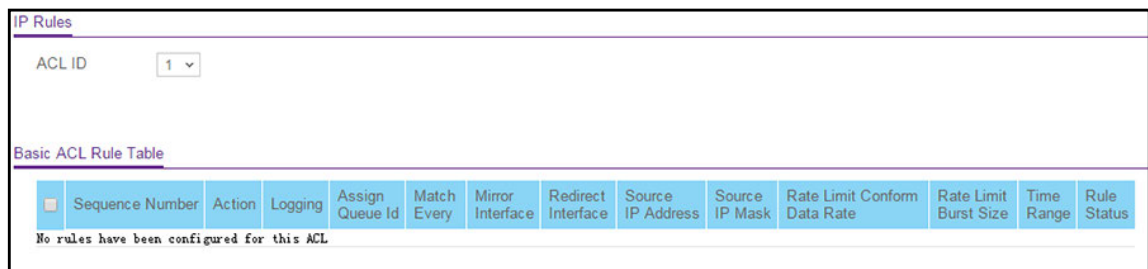 IP Rules
ACL ID 1
Basic ACL Rule Table
Sequence Number Action Logging Assign Queue Id Match Every Mirror Interface Redirect Interface Source IP Address Source IP Mask Rate Limit Conform Data Rate Rate Limit Burst Size Time Range Rule Status
No rules have been configured for this ACL